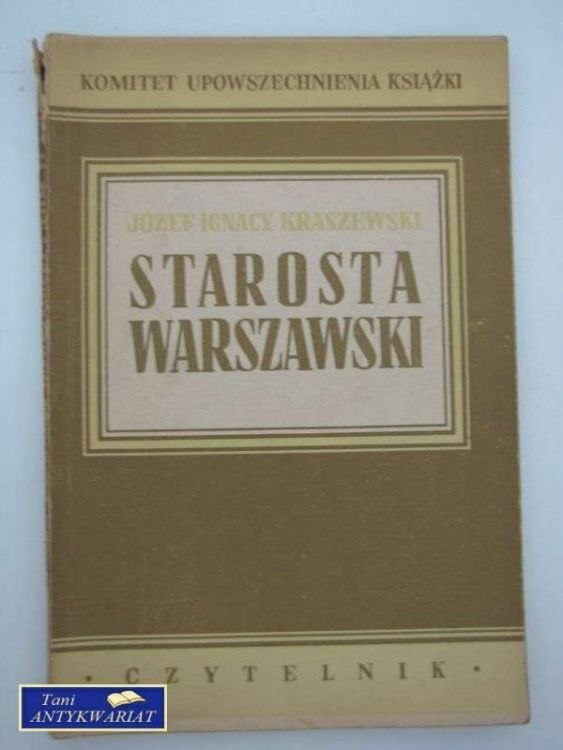 KOMITET UPOWSZECHNIENIA KSIĄŻKI
JÓZEF IGNACY KRASZEWSKI
STAROSTA
WARSZAWSKI
• CZYTELNIK •
Tani
ANTYKWARIAT